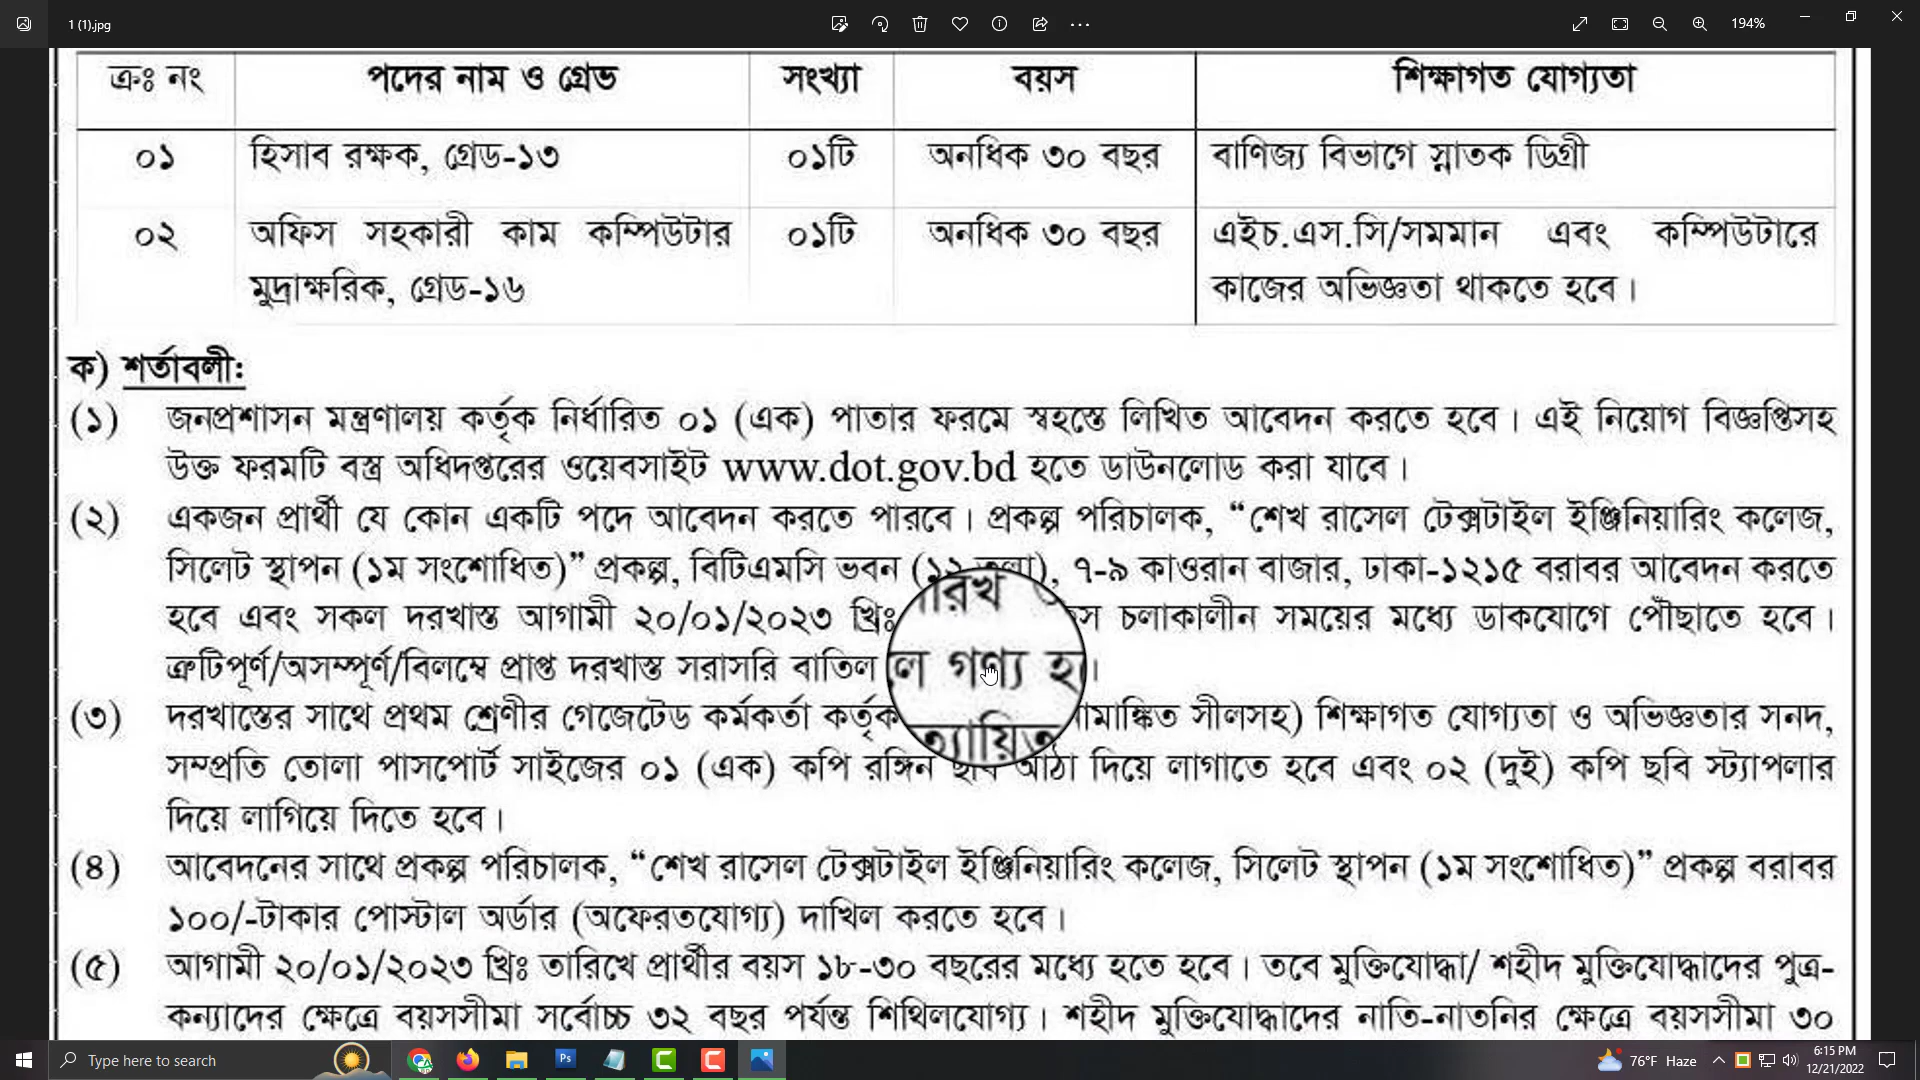 1 (1).jpg
194%
ক্রঃ নং পদের নাম ও গ্রেড সংখ্যা বয়স শিক্ষাগত যোগ্যতা
০১ হিসাব রক্ষক, গ্রেড-১৩ ০১টি অনধিক ৩০ বছর বাণিজ্য বিভাগে স্নাতক ডিগ্রী
০২ অফিস সহকারী কাম কম্পিউটার ০১টি অনধিক ৩০ বছর এইচ.এস.সি/সমমান এবং কম্পিউটারে
মুদ্রাক্ষরিক, গ্রেড-১৬ কাজের অভিজ্ঞতা থাকতে হবে।
ক) শর্তাবলী:
(১) জনপ্রশাসন মন্ত্রণালয় কর্তৃক নির্ধারিত ০১ (এক) পাতার ফরমে স্বহস্তে লিখিত আবেদন করতে হবে। এই নিয়োগ বিজ্ঞপ্তিসহ
উক্ত ফরমটি বস্ত্র অধিদপ্তরের ওয়েবসাইট www.dot.gov.bd হতে ডাউনলোড করা যাবে।
(২) একজন প্রার্থী যে কোন একটি পদে আবেদন করতে পারবে। প্রকল্প পরিচালক, “শেখ রাসেল টেক্সটাইল ইঞ্জিনিয়ারিং কলেজ,
সিলেট স্থাপন (১ম সংশোধিত)” প্রকল্প, বিটিএমসি ভবন (১২ তলা), ৭-৯ কাওরান বাজার, ঢাকা-১২১৫ বরাবর আবেদন করতে
হবে এবং সকল দরখাস্ত আগামী ২০/০১/২০২৩ খ্রিঃ চলাকালীন সময়ের মধ্যে ডাকযোগে পৌঁছাতে হবে।
ত্রুটিপূর্ণ/অসম্পূর্ণ/বিলম্বে প্রাপ্ত দরখাস্ত সরাসরি বাতিল গণ্য
(৩) দরখাস্তের সাথে প্রথম শ্রেণীর গেজেটেড কর্মকর্তা কর্তৃক সীলসহ) শিক্ষাগত যোগ্যতা ও অভিজ্ঞতার সনদ,
সম্প্রতি তোলা পাসপোর্ট সাইজের ০১ (এক) কপি রঙ্গিন ছবি আঠা দিয়ে লাগাতে হবে এবং ০২ (দুই) কপি ছবি স্ট্যাপলার
দিয়ে লাগিয়ে দিতে হবে।
(৪) আবেদনের সাথে প্রকল্প পরিচালক, “শেখ রাসেল টেক্সটাইল ইঞ্জিনিয়ারিং কলেজ, সিলেট স্থাপন (১ম সংশোধিত)” প্রকল্প বরাবর
১০০/-টাকার পোস্টাল অর্ডার (অফেরতযোগ্য) দাখিল করতে হবে।
(৫) আগামী ২০/০১/২০২৩ খ্রিঃ তারিখে প্রার্থীর বয়স ১৮-৩০ বছরের মধ্যে হতে হবে। তবে মুক্তিযোদ্ধা/ শহীদ মুক্তিযোদ্ধাদের পুত্র-
কন্যাদের ক্ষেত্রে বয়সসীমা সর্বোচ্চ ৩২ বছর পর্যন্ত শিথিলযোগ্য। শহীদ মুক্তিযোদ্ধাদের নাতি-নাতনির ক্ষেত্রে বয়সসীমা ৩০
Type here to search
Ps
76°F Haze
6:15 PM
12/21/2022